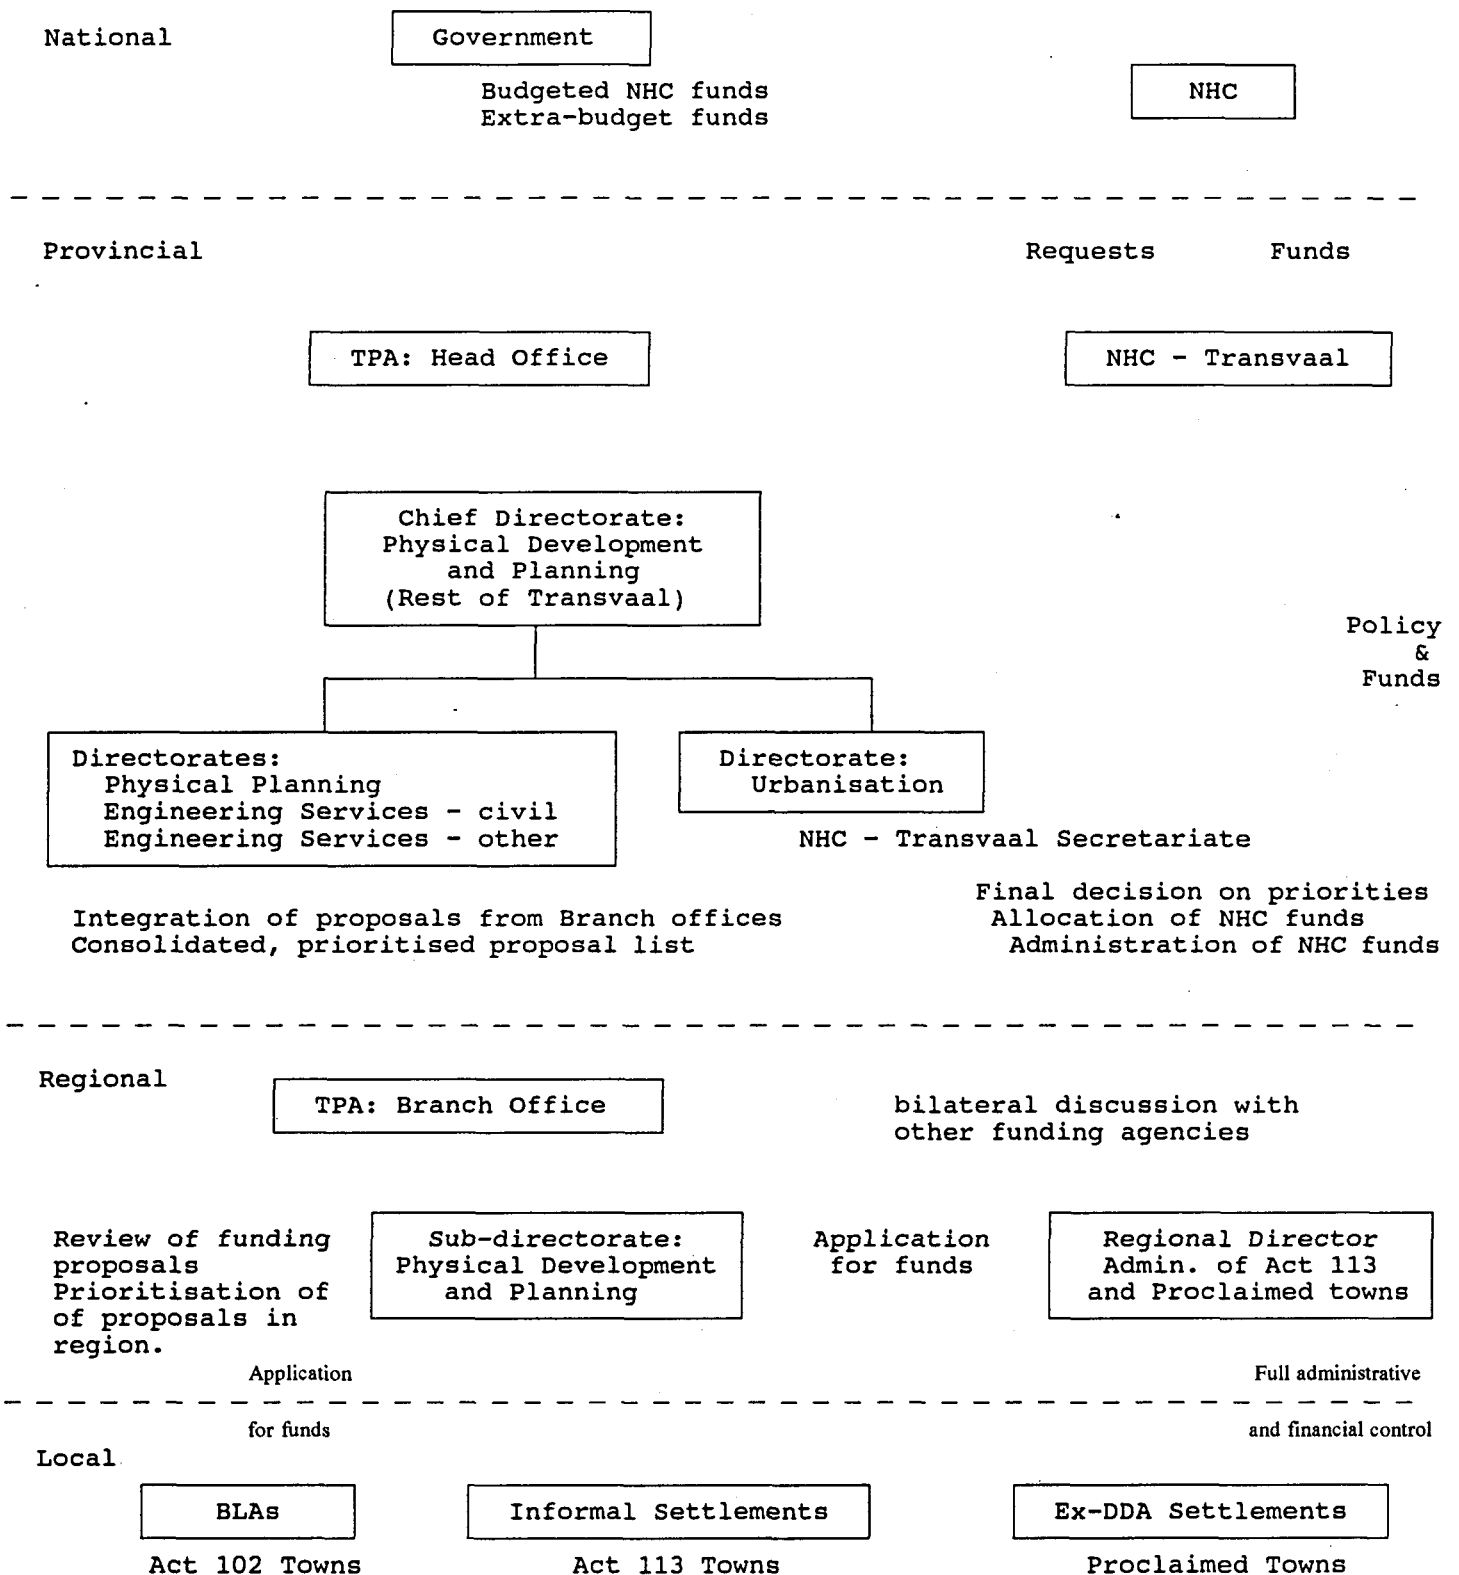 National
Government
Budgeted NHC funds
Extra-budget funds
NHC
Provincial
Requests Funds
TPA: Head Office
NHC - Transvaal
Chief Directorate:
Physical Development
and Planning
(Rest of Transvaal)
Policy
&
Funds
Directorates:
Physical Planning
Engineering Services - civil
Engineering Services - other
Directorate:
Urbanisation
NHC - Transvaal Secretariate
Integration of proposals from Branch offices
Consolidated, prioritised proposal list
Final decision on priorities
Allocation of NHC funds
Administration of NHC funds
Regional
TPA: Branch Office
bilateral discussion with
other funding agencies
Review of funding
proposals
Prioritisation of
of proposals in
region.
Sub-directorate:
Physical Development
and Planning
Application
for funds
Regional Director
Admin. of Act 113
and Proclaimed towns
Application
for funds
Full administrative
and financial control
Local
BLAs
Act 102 Towns
Informal Settlements
Act 113 Towns
Ex-DDA Settlements
Proclaimed Towns